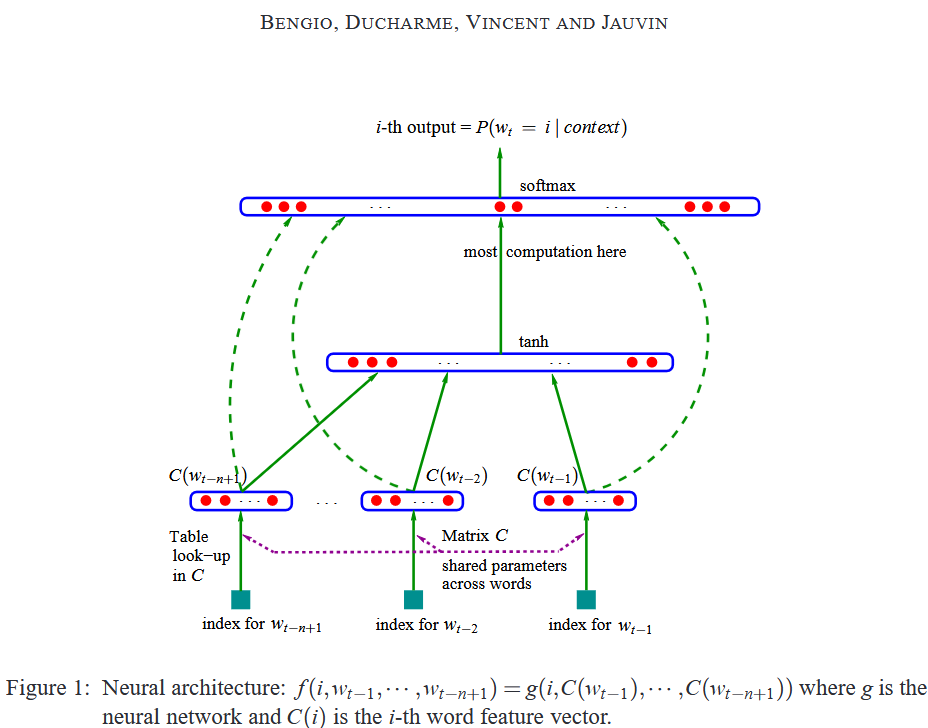 BENGIO, DUCHARME, VINCENT AND JAUVIN
i-th output = P(w_t = i | context)
softmax
. . .
. . .
most computation here
tanh
. . .
. . .
C(w_{t−n+1})
C(w_{t−2})
C(w_{t−1})
. . .
. . .
. . .
. . .
Table
look−up
in C
Matrix C
shared parameters
across words
index for w_{t−n+1}
index for w_{t−2}
index for w_{t−1}
Figure 1: Neural architecture: f(i,w_{t−1},···,w_{t−n+1}) = g(i,C(w_{t−1}),···,C(w_{t−n+1})) where g is the
neural network and C(i) is the i-th word feature vector.